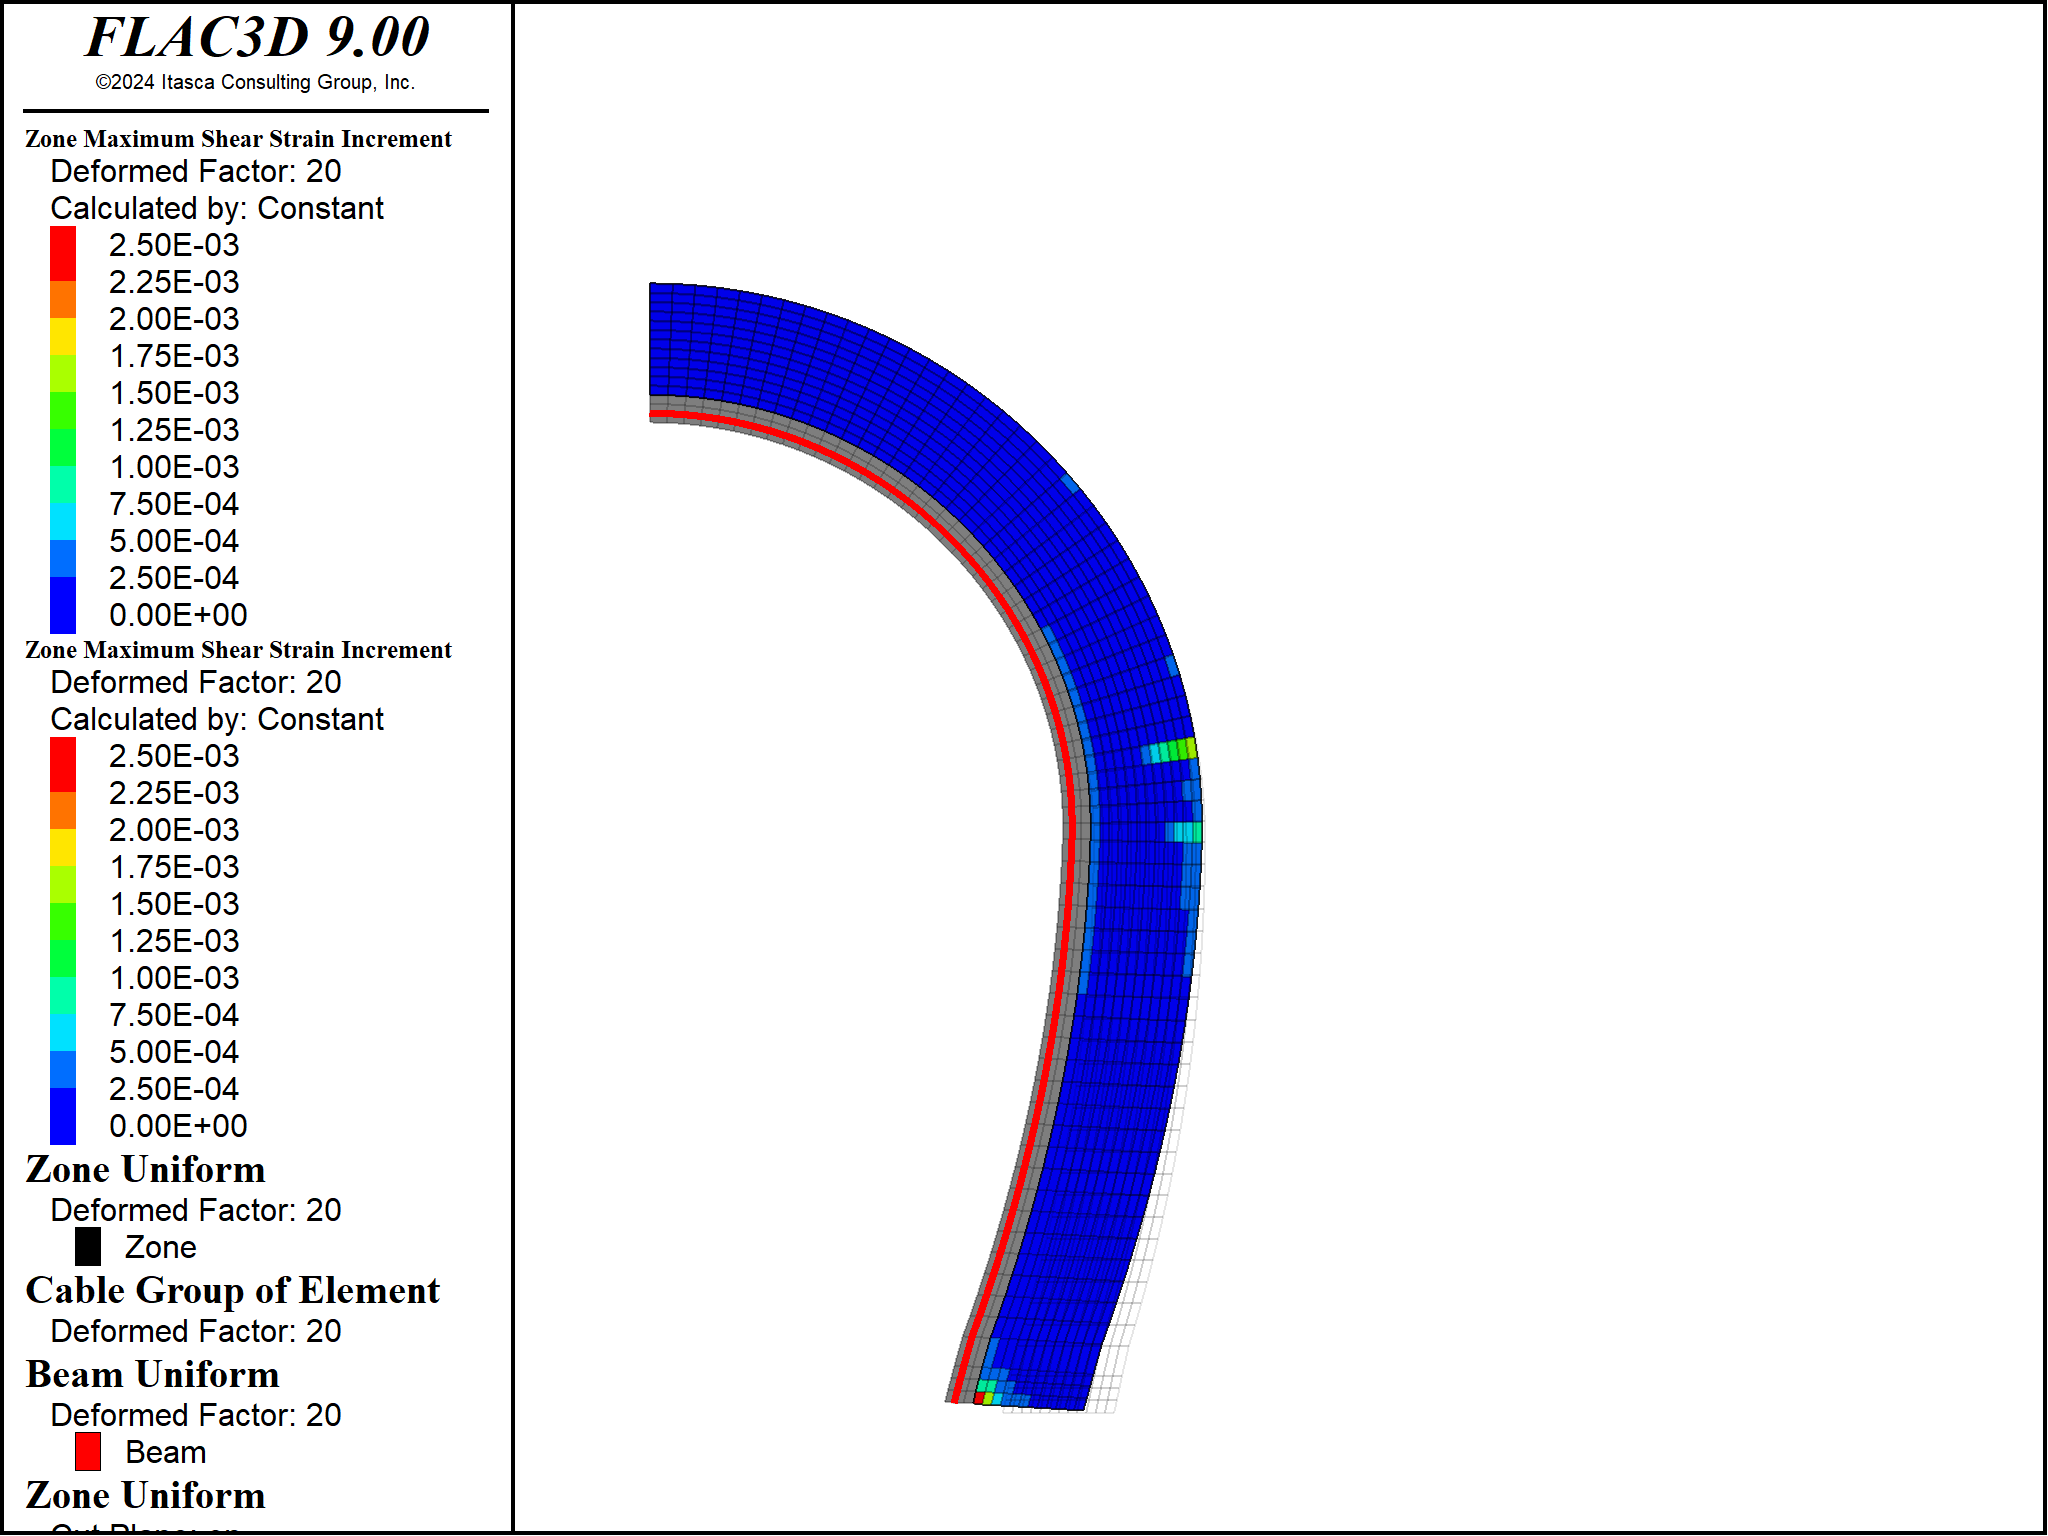 FLAC3D 9.00
©2024 Itasca Consulting Group, Inc.
Zone Maximum Shear Strain Increment
Deformed Factor: 20
Calculated by: Constant
2.50E-03
2.25E-03
2.00E-03
1.75E-03
1.50E-03
1.25E-03
1.00E-03
7.50E-04
5.00E-04
2.50E-04
0.00E+00
Zone Maximum Shear Strain Increment
Deformed Factor: 20
Calculated by: Constant
2.50E-03
2.25E-03
2.00E-03
1.75E-03
1.50E-03
1.25E-03
1.00E-03
7.50E-04
5.00E-04
2.50E-04
0.00E+00
Zone Uniform
Deformed Factor: 20
Zone
Cable Group of Element
Deformed Factor: 20
Beam Uniform
Deformed Factor: 20
Beam
Zone Uniform